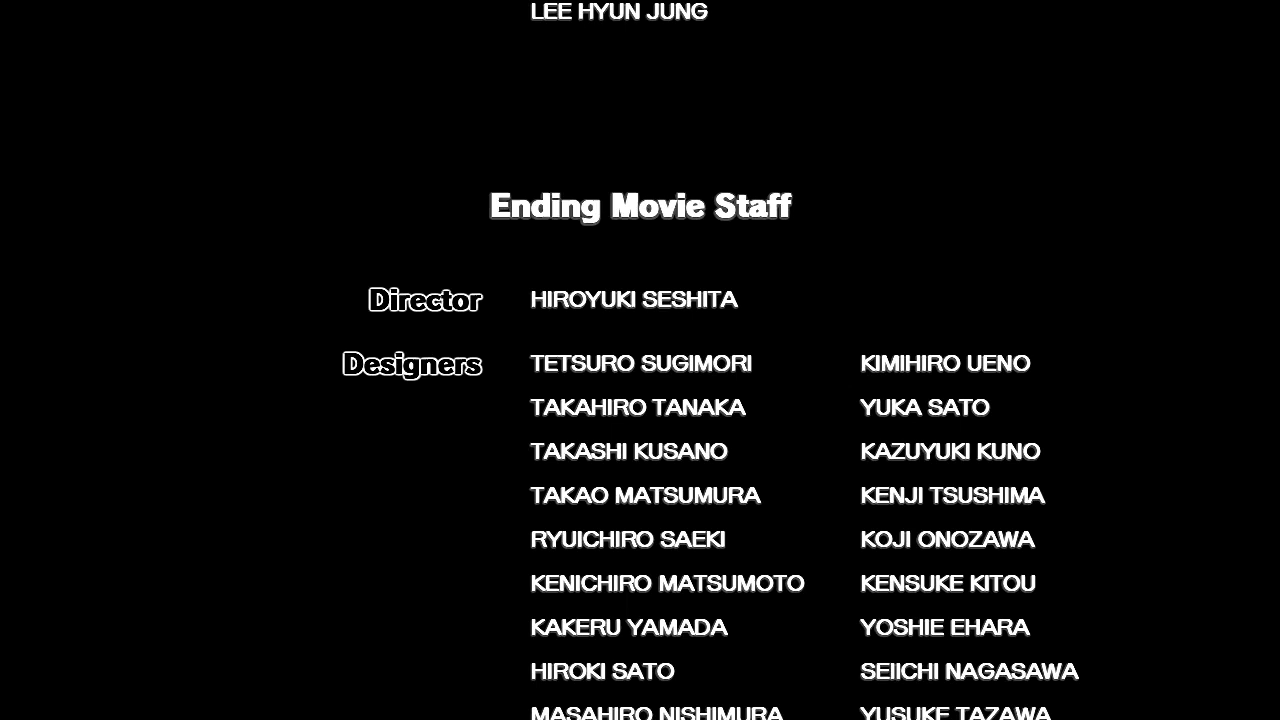 LEE HYUN JUNG
Ending Movie Staff
Director HIROYUKI SESHITA
Designers TETSURO SUGIMORI KIMIHIRO UENO
TAKAHIRO TANAKA YUKA SATO
TAKASHI KUSANO KAZUYUKI KUNO
TAKAO MATSUMURA KENJI TSUSHIMA
RYUICHIRO SAEKI KOJI ONOZAWA
KENICHIRO MATSUMOTO KENSUKE KITOU
KAKERU YAMADA YOSHIE EHARA
HIROKI SATO SEIICHI NAGASAWA
MASAHIRO NISHIMURA YUSUKE TAZAWA